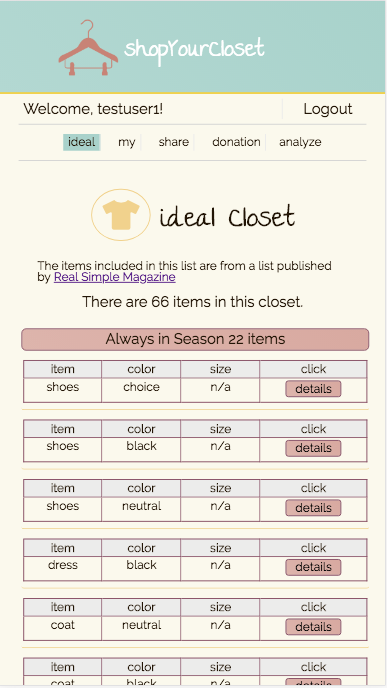 shopYourCloset
Welcome, testuser1! Logout
ideal my share donation analyze
ideal Closet
The items included in this list are from a list published
by Real Simple Magazine
There are 66 items in this closet.
Always in Season 22 items
item color size click
shoes choice n/a details
item color size click
shoes black n/a details
item color size click
shoes neutral n/a details
item color size click
dress black n/a details
item color size click
coat neutral n/a details
item color size click
coat black n/a details